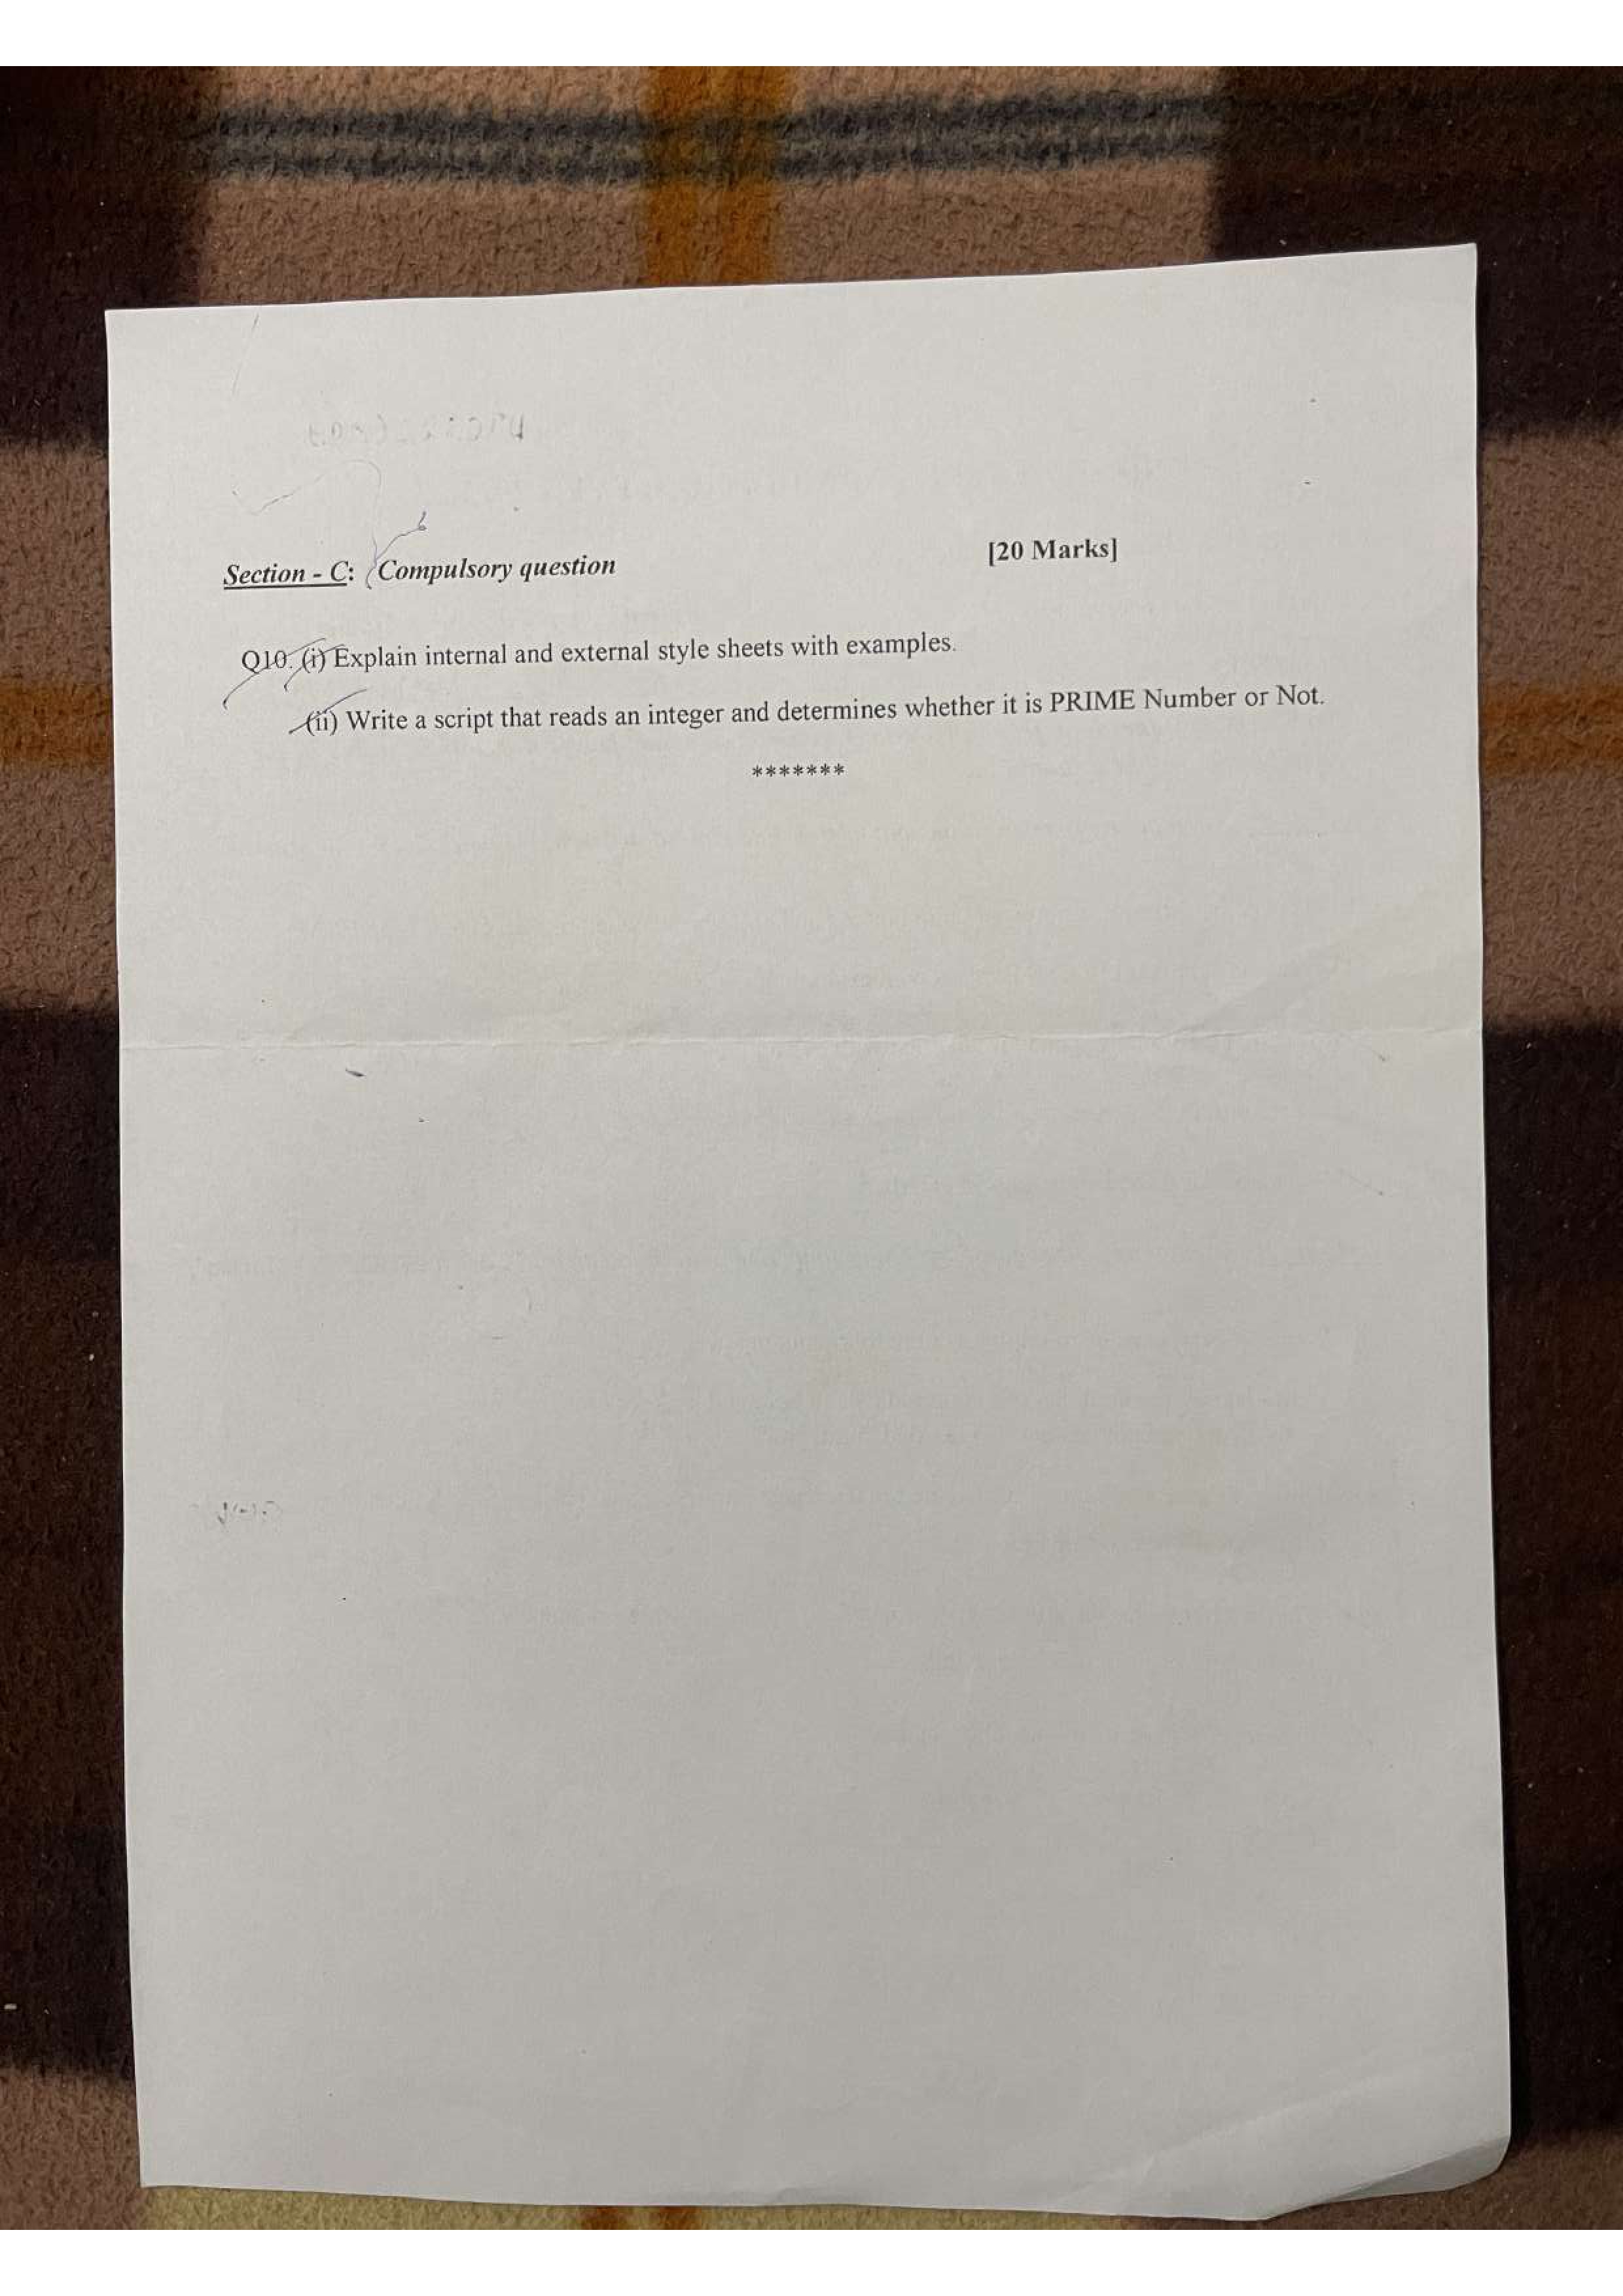 Section - C: Compulsory question [20 Marks]
Q10. (i) Explain internal and external style sheets with examples.
(ii) Write a script that reads an integer and determines whether it is PRIME Number or Not.
*******